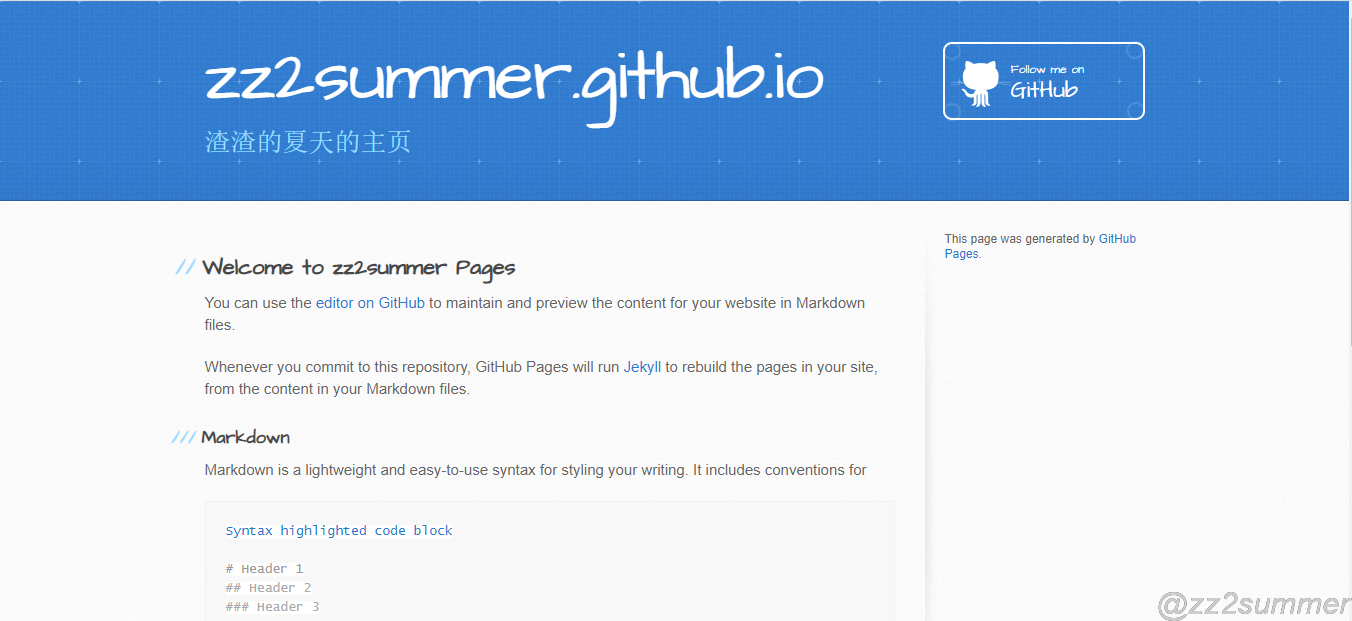 zz2summer.github.io
渣渣的夏天的主页
Follow me on
GitHub
This page was generated by GitHub
Pages.
// Welcome to zz2summer Pages
You can use the editor on GitHub to maintain and preview the content for your website in Markdown
files.
Whenever you commit to this repository, GitHub Pages will run Jekyll to rebuild the pages in your site,
from the content in your Markdown files.
/// Markdown
Markdown is a lightweight and easy-to-use syntax for styling your writing. It includes conventions for
Syntax highlighted code block
# Header 1
## Header 2
### Header 3
@zz2summer